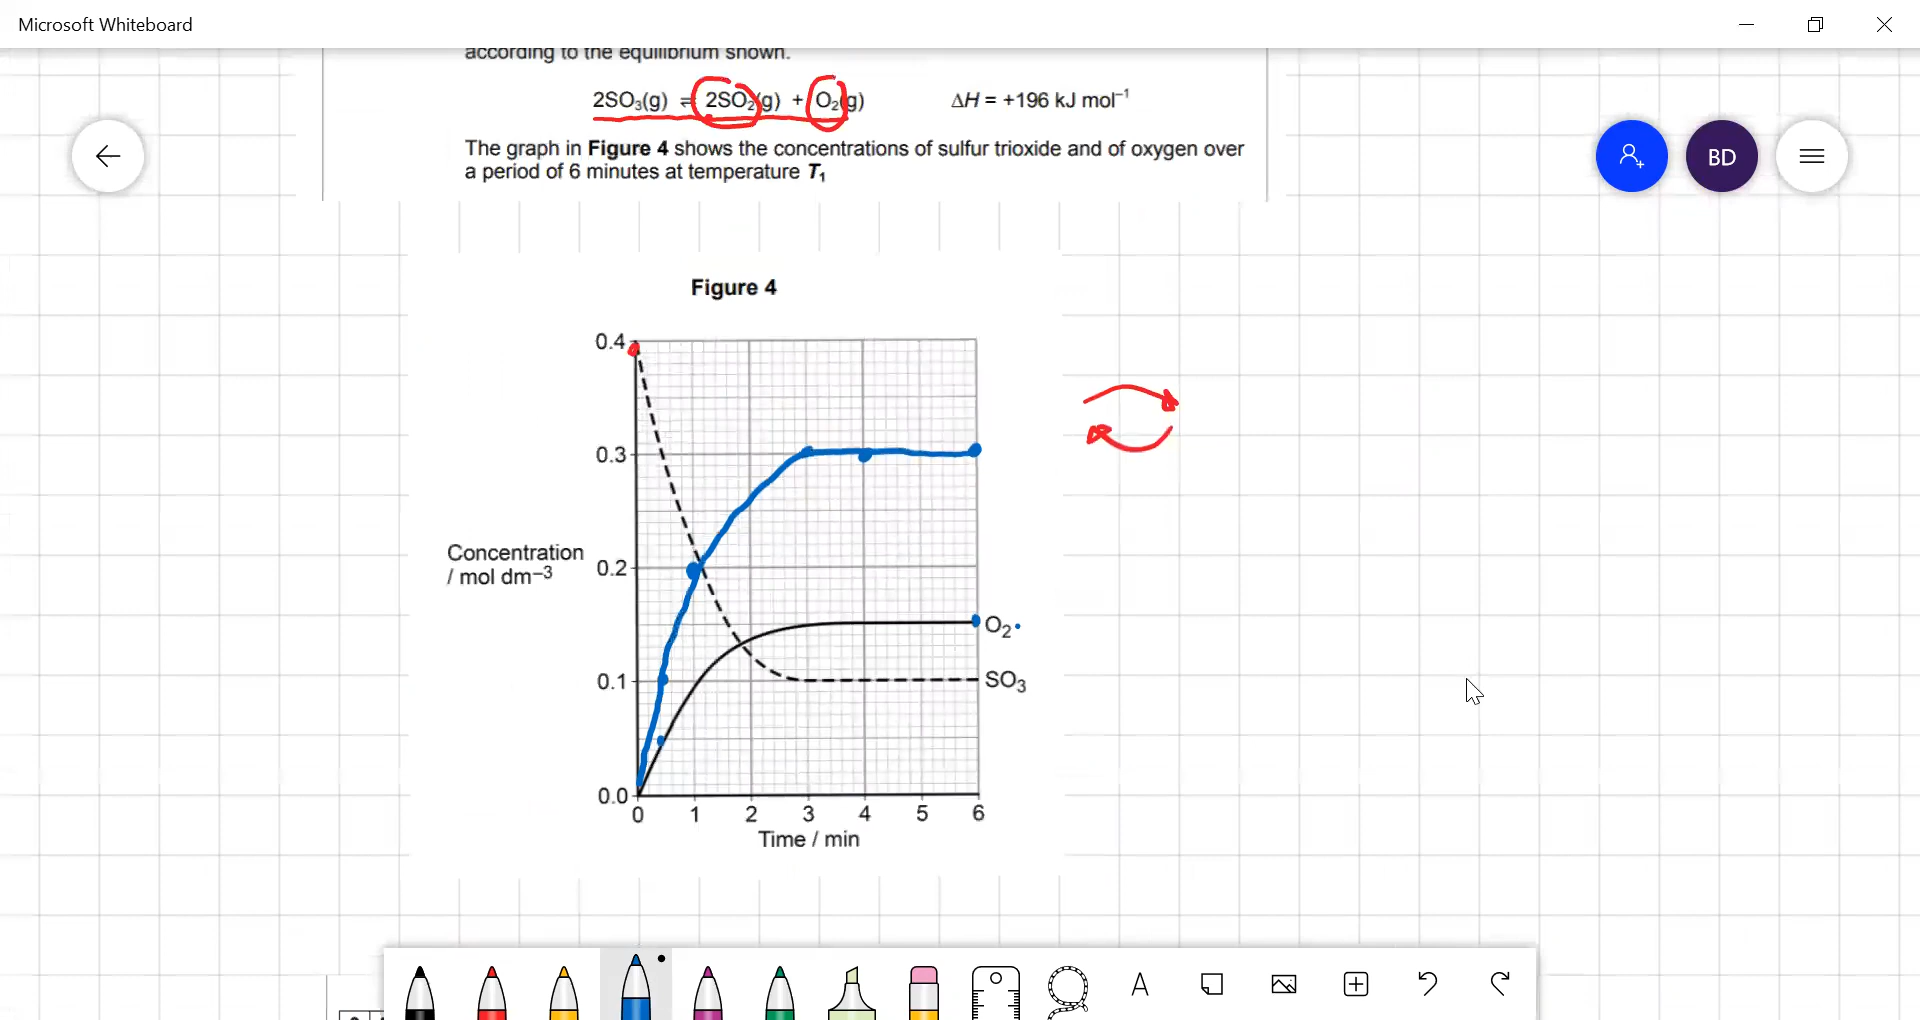 Microsoft Whiteboard
according to the equilibrium shown.
2SO₃(g) ⇌ 2SO₂(g) + O₂(g) ΔH = +196 kJ mol⁻¹
The graph in Figure 4 shows the concentrations of sulfur trioxide and of oxygen over
a period of 6 minutes at temperature T₁
BD
Figure 4
0.4
0.3
Concentration
/ mol dm⁻³
0.2
O₂
0.1
SO₃
0.0
0 1 2 3 4 5 6
Time / min
A